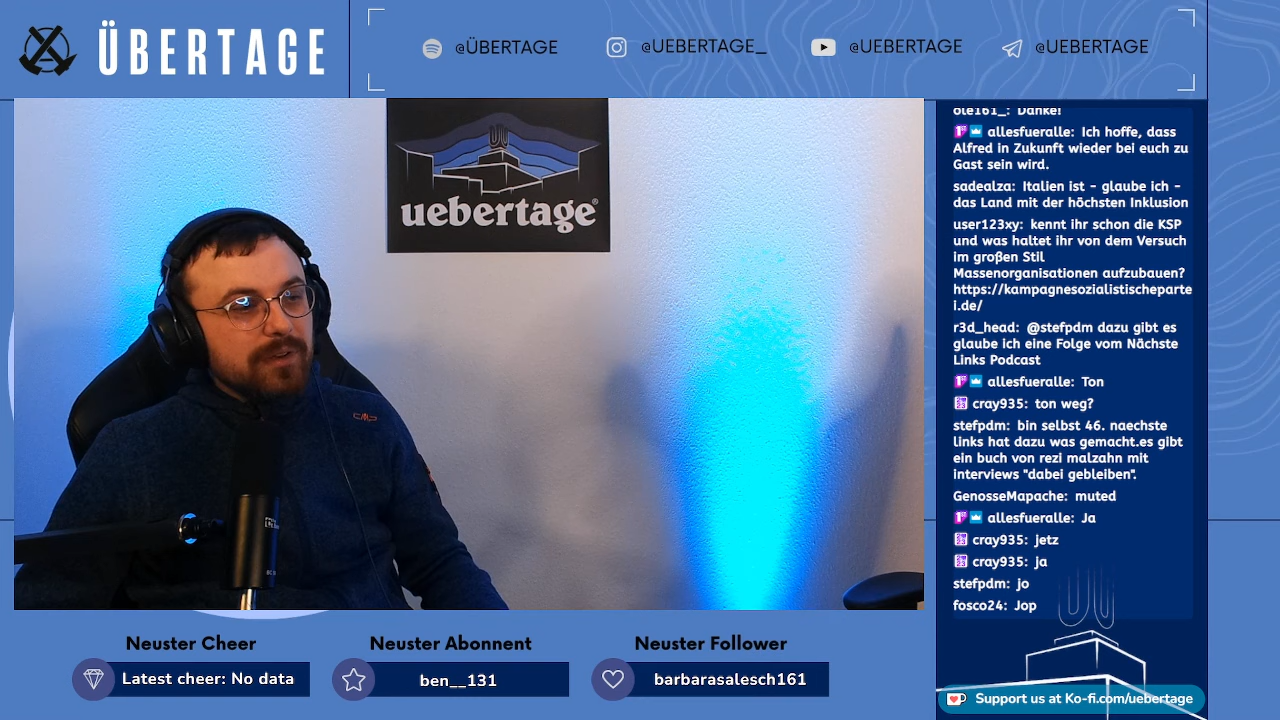 ÜBERTAGE
@ÜBERTAGE
@UEBERTAGE_
@UEBERTAGE
@UEBERTAGE
uebertage®
ole161_: Danke!
allesfueralle: Ich hoffe, dass
Alfred in Zukunft wieder bei euch zu
Gast sein wird.
sadealza: Italien ist - glaube ich -
das Land mit der höchsten Inklusion
user123xy: kennt ihr schon die KSP
und was haltet ihr von dem Versuch
im großen Stil
Massenorganisationen aufzubauen?
https://kampagnesozialistischeparte
i.de/
r3d_head: @stefpdm dazu gibt es
glaube ich eine Folge vom Nächste
Links Podcast
allesfueralle: Ton
cray935: ton weg?
stefpdm: bin selbst 46. naechste
links hat dazu was gemacht.es gibt
ein buch von rezi malzahn mit
interviews "dabei gebleiben".
GenosseMapache: muted
allesfueralle: Ja
cray935: jetz
cray935: ja
stefpdm: jo
fosco24: Jop
Neuster Cheer
Latest cheer: No data
Neuster Abonnent
ben__131
Neuster Follower
barbarasalesch161
Support us at Ko-fi.com/uebertage